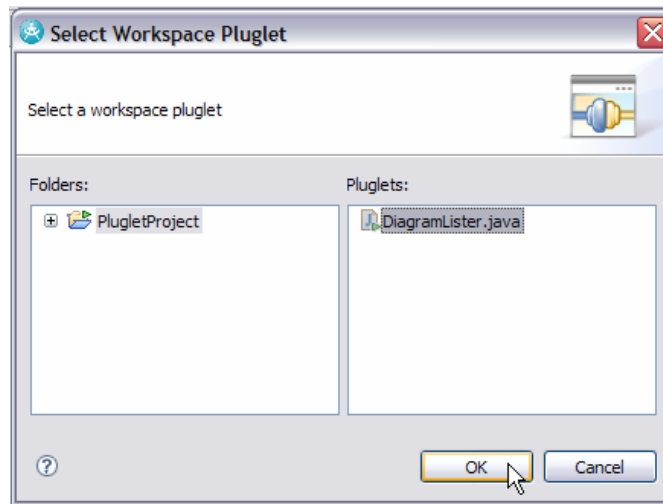 Select Workspace Pluglet
Select a workspace pluglet
Folders:
Pluglets:
PlugletProject
DiagramLister.java
OK
Cancel